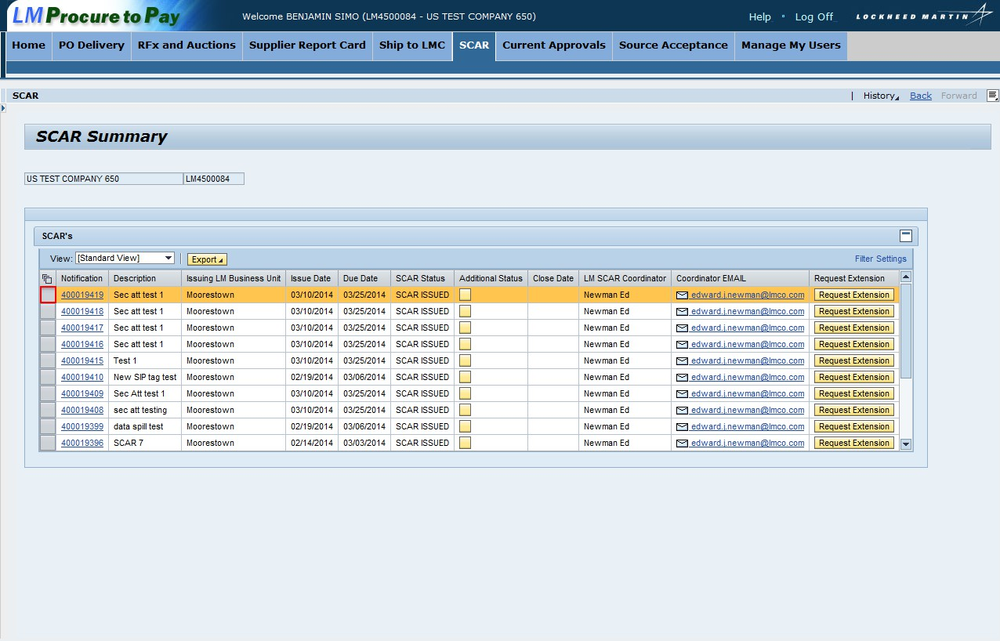 LM Procure to Pay
Welcome BENJAMIN SIMO (LM4500084 - US TEST COMPANY 650)
Help
Log Off
LOCKHEED MARTIN
Home PO Delivery RFx and Auctions Supplier Report Card Ship to LMC SCAR Current Approvals Source Acceptance Manage My Users
SCAR
| History Back Forward
SCAR Summary
US TEST COMPANY 650 LM4500084
SCAR's
View: [Standard View] Export Filter Settings
Notification Description Issuing LM Business Unit Issue Date Due Date SCAR Status Additional Status Close Date LM SCAR Coordinator Coordinator EMAIL Request Extension
400019419 Sec att test 1 Moorestown 03/10/2014 03/25/2014 SCAR ISSUED Newman Ed edward.j.newman@lmco.com Request Extension
400019418 Sec att test 1 Moorestown 03/10/2014 03/25/2014 SCAR ISSUED Newman Ed edward.j.newman@lmco.com Request Extension
400019417 Sec att test 1 Moorestown 03/10/2014 03/25/2014 SCAR ISSUED Newman Ed edward.j.newman@lmco.com Request Extension
400019416 Sec att test 1 Moorestown 03/10/2014 03/25/2014 SCAR ISSUED Newman Ed edward.j.newman@lmco.com Request Extension
400019415 Test 1 Moorestown 03/10/2014 03/25/2014 SCAR ISSUED Newman Ed edward.j.newman@lmco.com Request Extension
400019410 New SIP tag test Moorestown 02/19/2014 03/06/2014 SCAR ISSUED Newman Ed edward.j.newman@lmco.com Request Extension
400019409 Sec Att test 1 Moorestown 03/10/2014 03/25/2014 SCAR ISSUED Newman Ed edward.j.newman@lmco.com Request Extension
400019408 sec att testing Moorestown 03/10/2014 03/25/2014 SCAR ISSUED Newman Ed edward.j.newman@lmco.com Request Extension
400019399 data spill test Moorestown 02/19/2014 03/06/2014 SCAR ISSUED Newman Ed edward.j.newman@lmco.com Request Extension
400019396 SCAR 7 Moorestown 02/14/2014 03/03/2014 SCAR ISSUED Newman Ed edward.j.newman@lmco.com Request Extension